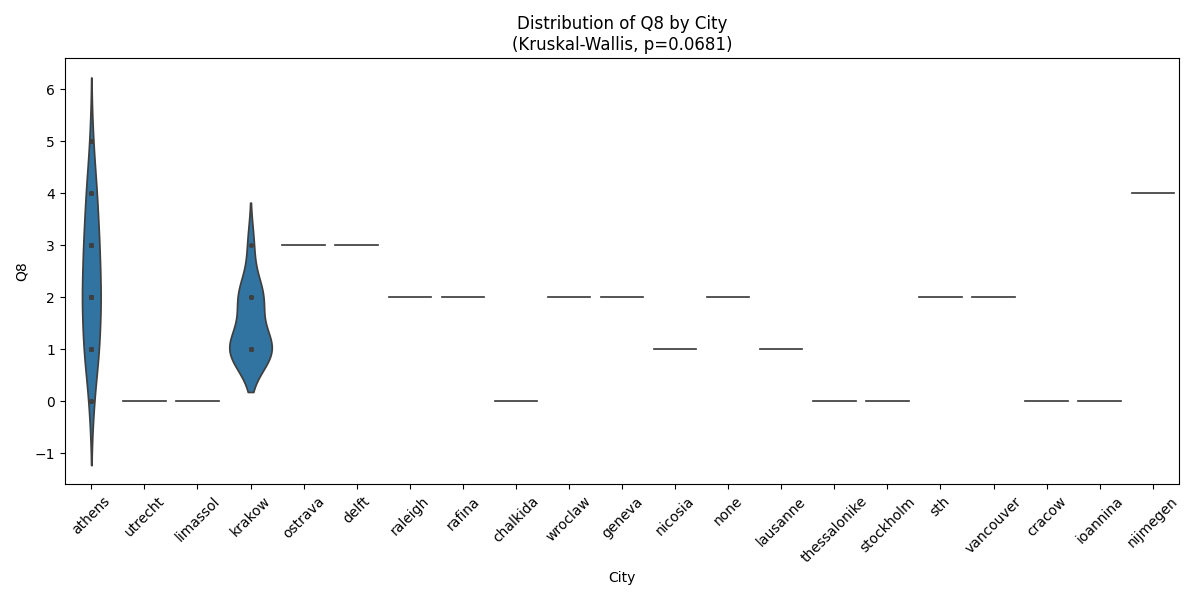 Distribution of Q8 by City
(Kruskal-Wallis, p=0.0681)
Q8
6
5
4
3
2
1
0
−1
athens
utrecht
limassol
krakow
ostrava
delft
raleigh
rafina
chalkida
wroclaw
geneva
nicosia
none
lausanne
thessalonike
stockholm
sth
vancouver
cracow
ioannina
nijmegen
City